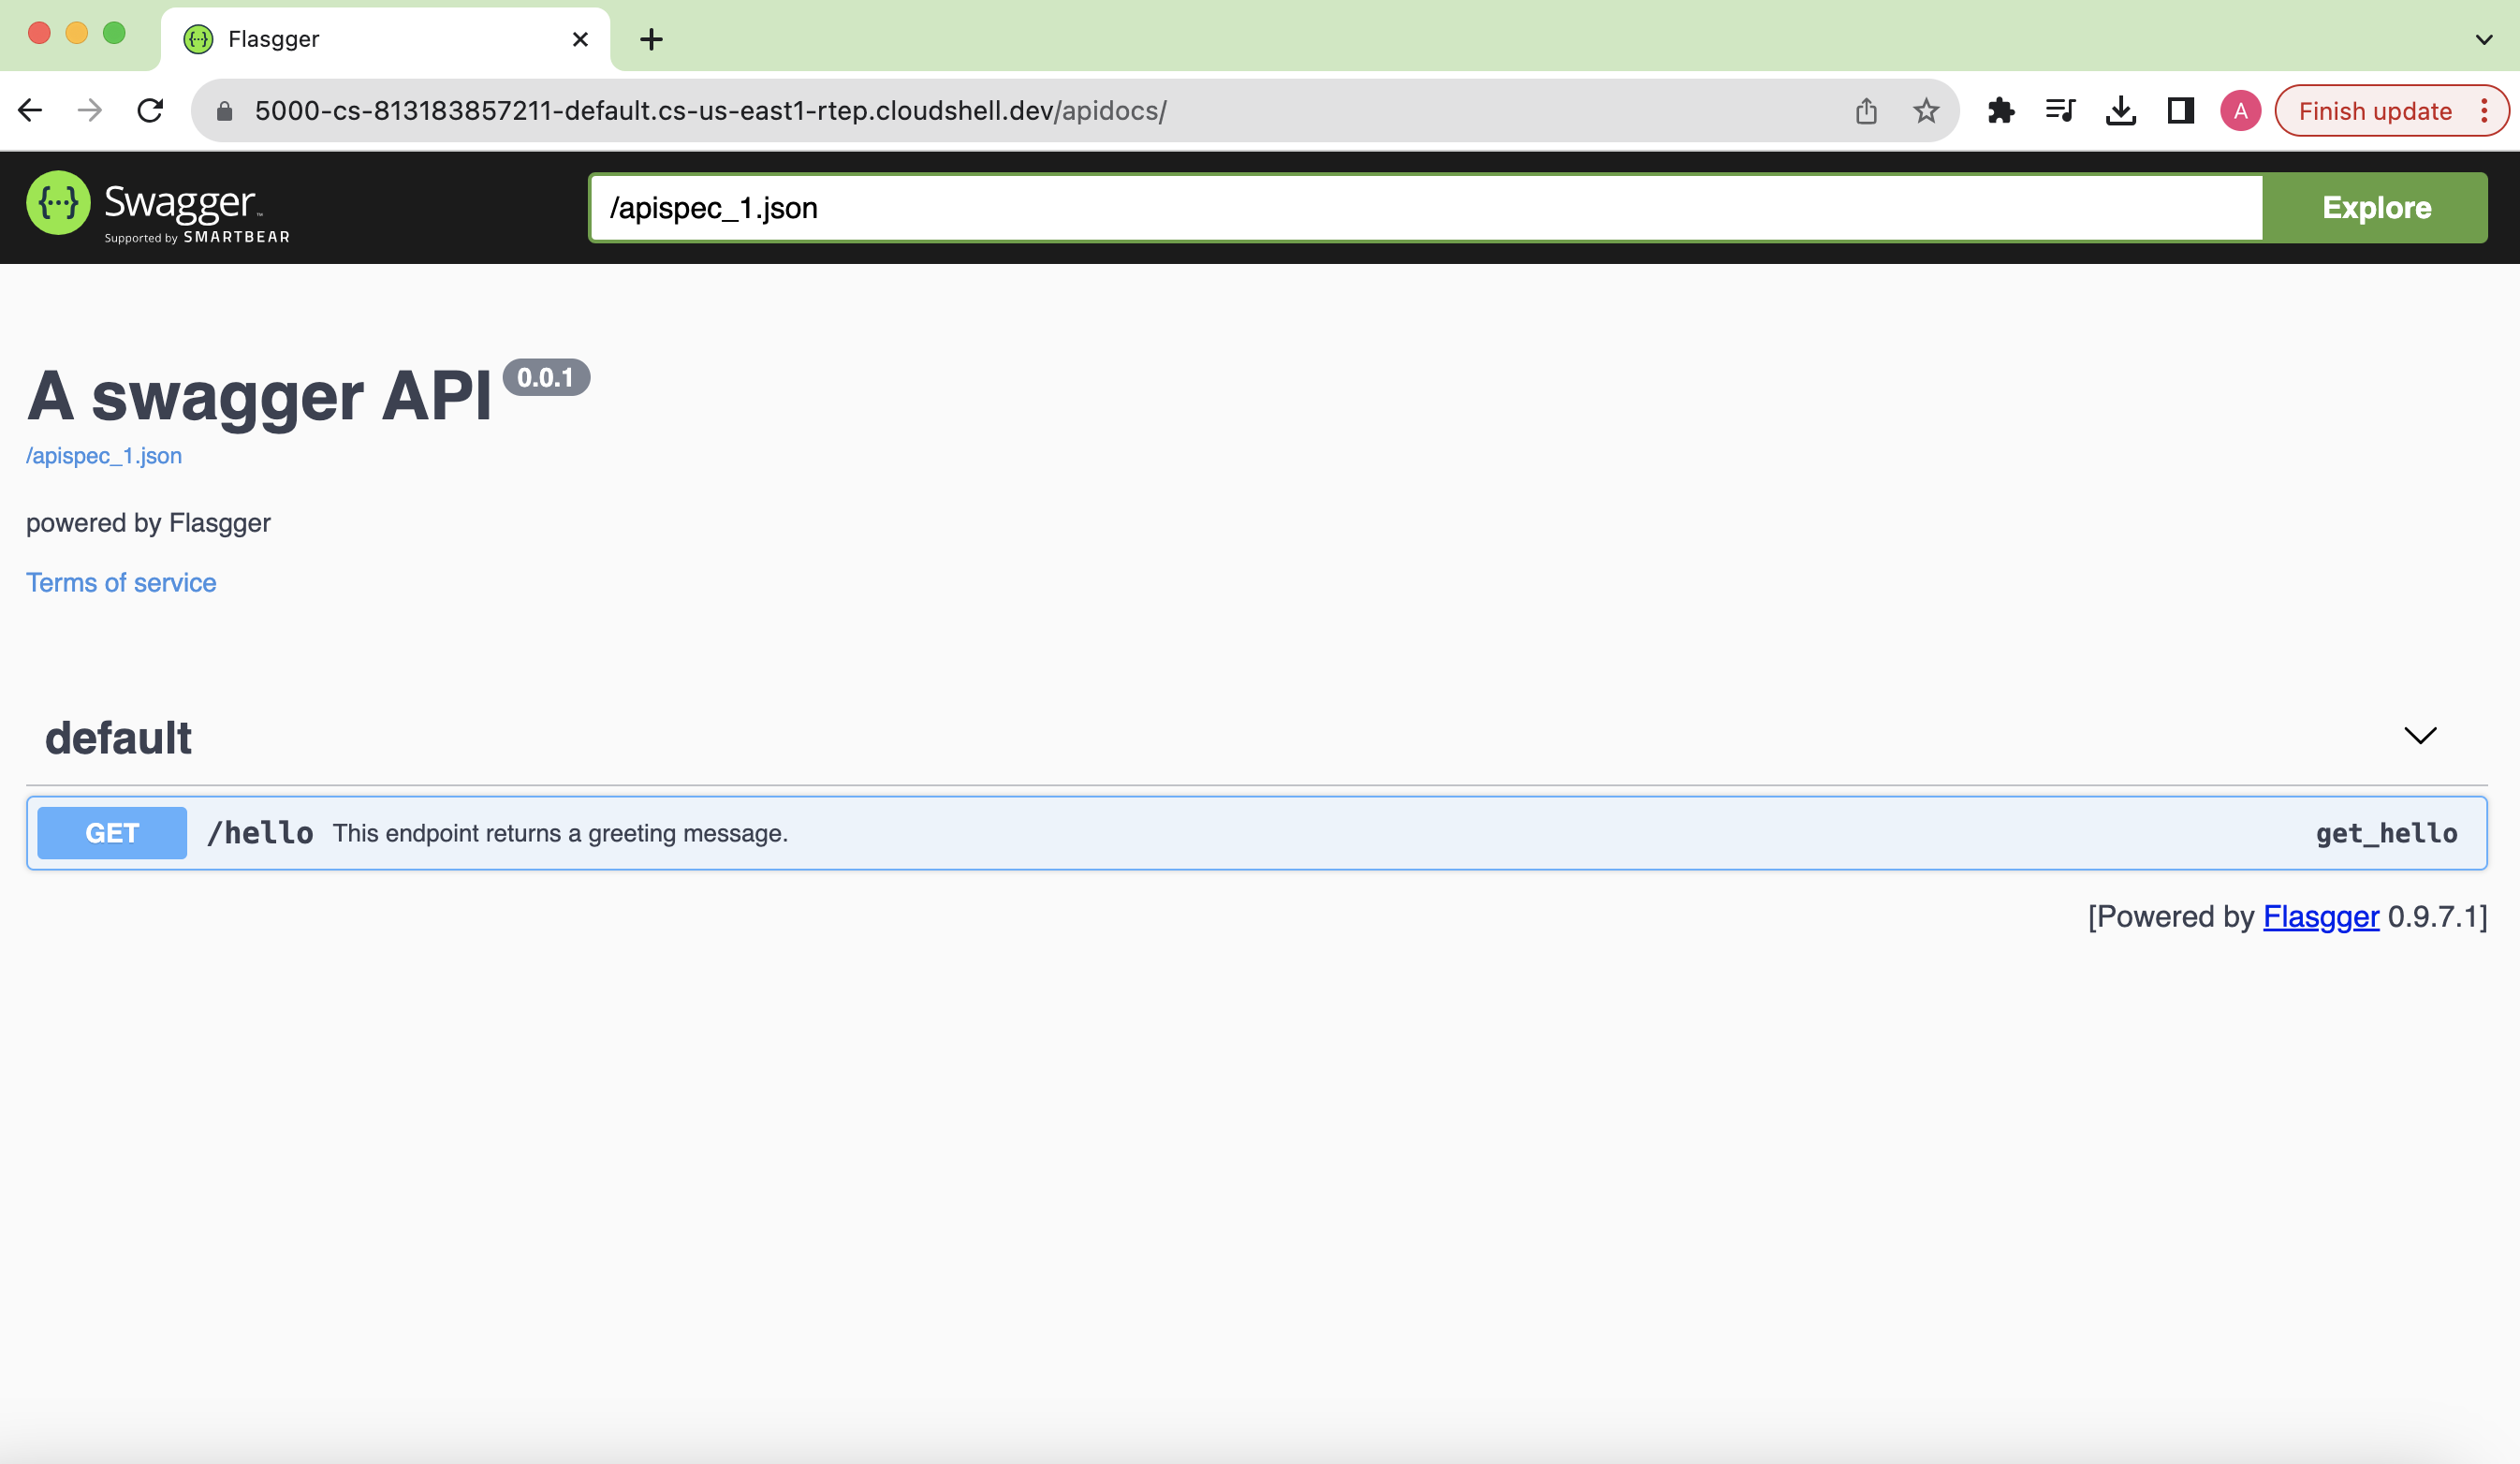 Flasgger
5000-cs-813183857211-default.cs-us-east1-rtep.cloudshell.dev/apidocs/
A
Finish update
{...} Swagger™
Supported by SMARTBEAR
/apispec_1.json
Explore
A swagger API 0.0.1
/apispec_1.json
powered by Flasgger
Terms of service
default
GET /hello This endpoint returns a greeting message. get_hello
[Powered by Flasgger 0.9.7.1]